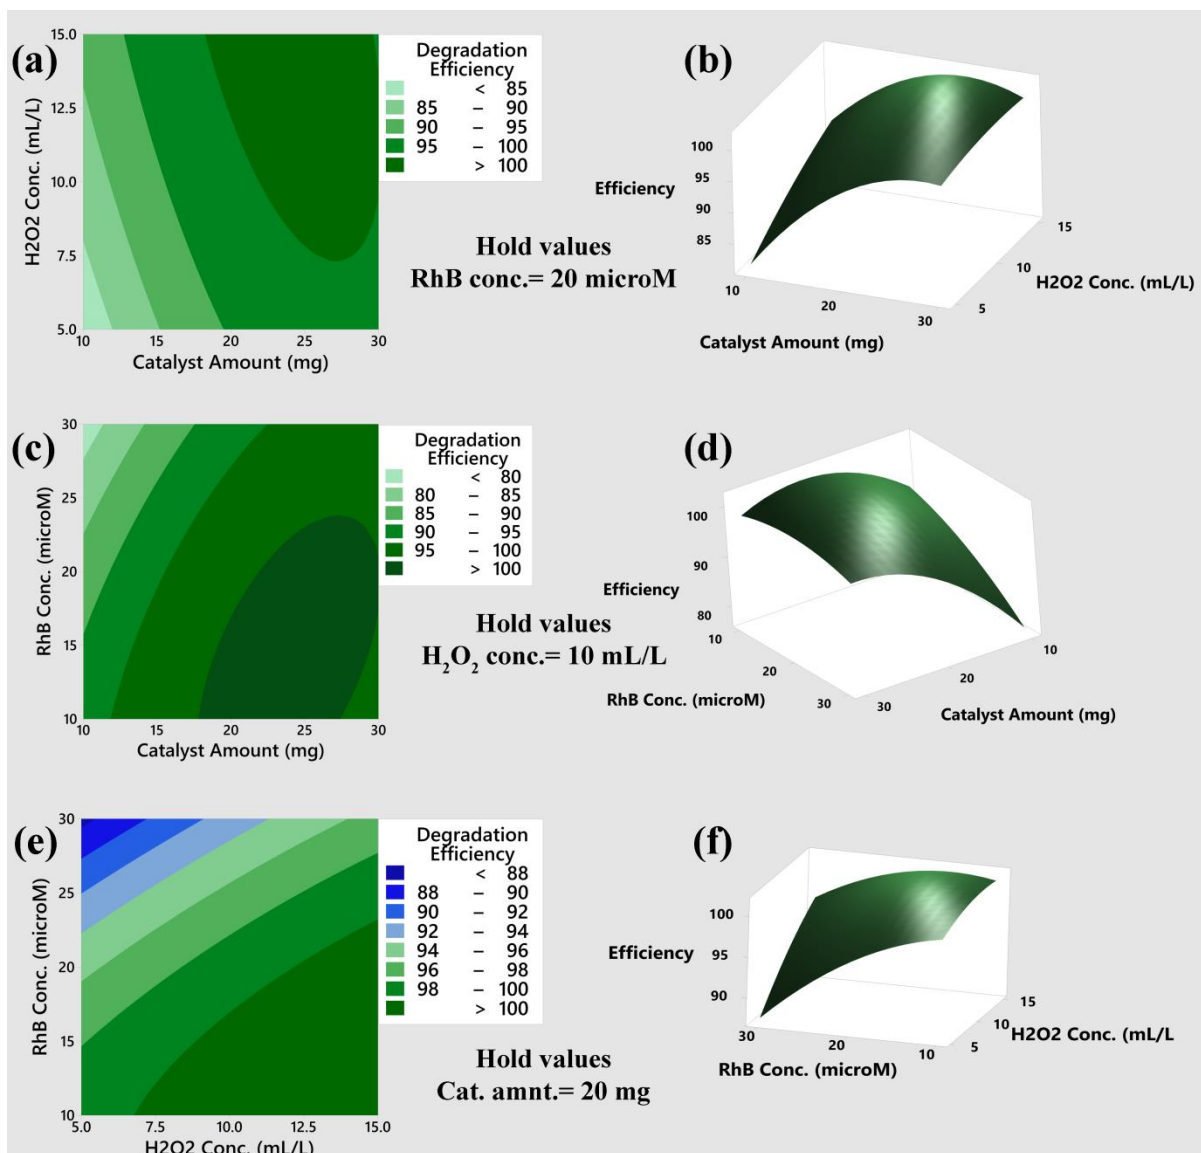 (a)
15.0
12.5
10.0
7.5
5.0
H2O2 Conc. (mL/L)
10 15 20 25 30
Catalyst Amount (mg)
Degradation
Efficiency
< 85
85 – 90
90 – 95
95 – 100
> 100
Hold values
RhB conc.= 20 microM
(b)
100
95
90
85
Efficiency
10
20
30
Catalyst Amount (mg)
5
10
15
H2O2 Conc. (mL/L)
(c)
30
25
20
15
10
RhB Conc. (microM)
10 15 20 25 30
Catalyst Amount (mg)
Degradation
Efficiency
< 80
80 – 85
85 – 90
90 – 95
95 – 100
> 100
Hold values
H₂O₂ conc.= 10 mL/L
(d)
100
90
80
Efficiency
10
20
30
RhB Conc. (microM)
30
20
10
Catalyst Amount (mg)
(e)
30
25
20
15
10
RhB Conc. (microM)
5.0 7.5 10.0 12.5 15.0
H2O2 Conc. (mL/L)
Degradation
Efficiency
< 88
88 – 90
90 – 92
92 – 94
94 – 96
96 – 98
98 – 100
> 100
Hold values
Cat. amnt.= 20 mg
(f)
100
95
90
Efficiency
30
20
10
RhB Conc. (microM)
5
10
15
H2O2 Conc. (mL/L